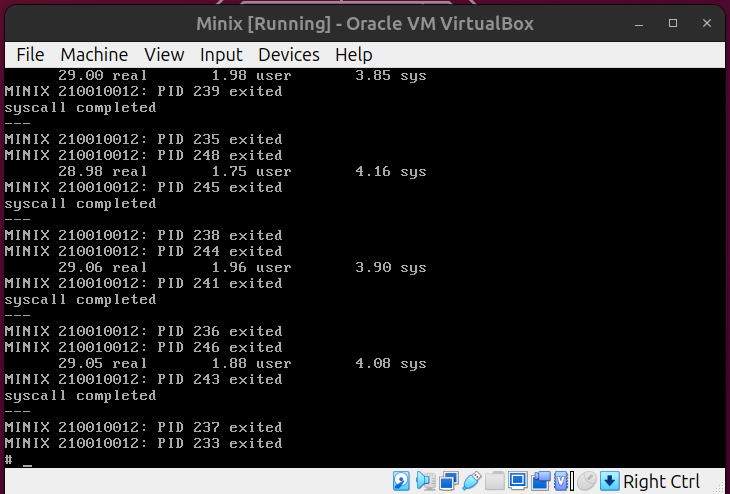 Minix [Running] - Oracle VM VirtualBox
File Machine View Input Devices Help
29.00 real 1.98 user 3.85 sys
MINIX 210010012: PID 239 exited
syscall completed
---
MINIX 210010012: PID 235 exited
MINIX 210010012: PID 248 exited
28.98 real 1.75 user 4.16 sys
MINIX 210010012: PID 245 exited
syscall completed
---
MINIX 210010012: PID 238 exited
MINIX 210010012: PID 244 exited
29.06 real 1.96 user 3.90 sys
MINIX 210010012: PID 241 exited
syscall completed
---
MINIX 210010012: PID 236 exited
MINIX 210010012: PID 246 exited
29.05 real 1.88 user 4.08 sys
MINIX 210010012: PID 243 exited
syscall completed
---
MINIX 210010012: PID 237 exited
MINIX 210010012: PID 233 exited
# _
Right Ctrl